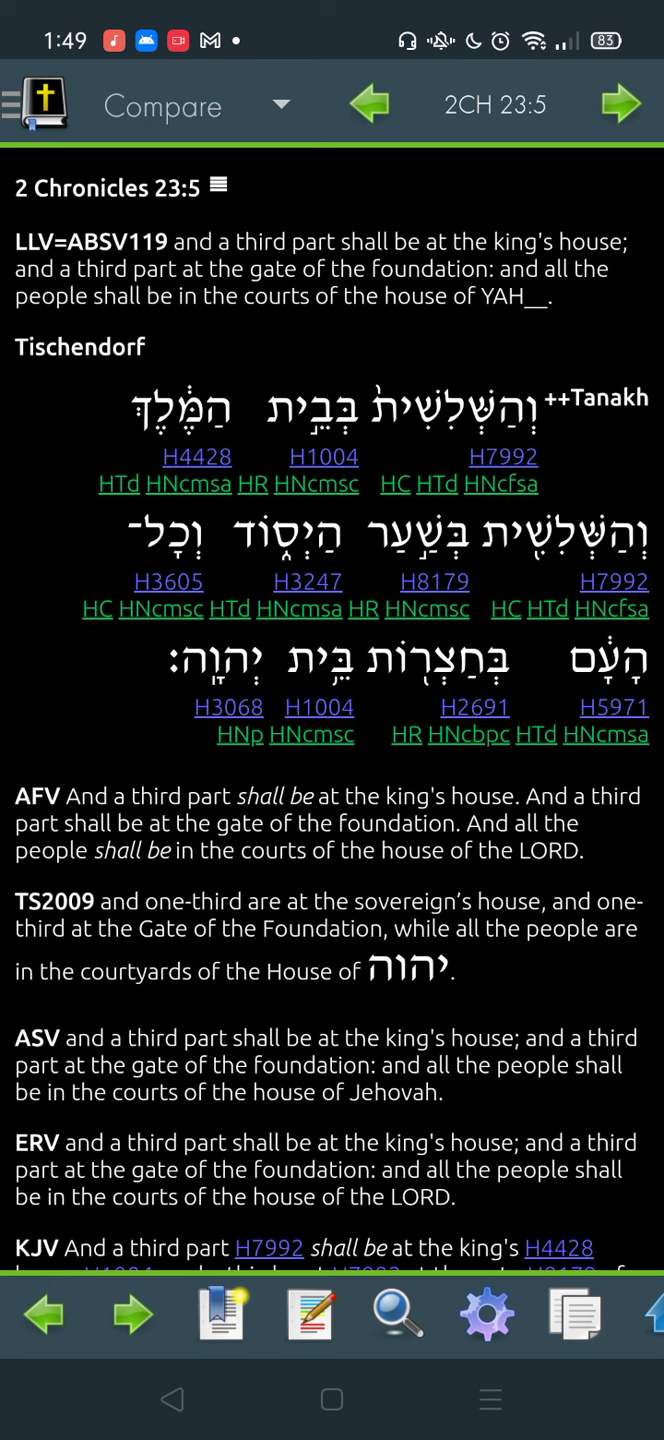 1:49
83
Compare
2CH 23:5
2 Chronicles 23:5
LLV=ABSV119 and a third part shall be at the king's house;
and a third part at the gate of the foundation: and all the
people shall be in the courts of the house of YAH__.
Tischendorf
++Tanakh וְהַשְּׁלִשִׁית֙ בְּבֵ֣ית הַמֶּ֔לֶךְ
H4428 H1004 H7992
HTd HNcmsa HR HNcmsc HC HTd HNcfsa
וְהַשְּׁלִשִׁ֖ית בְּשַׁ֣עַר הַיְס֑וֹד וְכָל־
H3605 H3247 H8179 H7992
HC HNcmsc HTd HNcmsa HR HNcmsc HC HTd HNcfsa
הָעָ֔ם בְּחַצְר֖וֹת בֵּ֥ית יְהוָֽה׃
H3068 H1004 H2691 H5971
HNp HNcmsc HR HNcbpc HTd HNcmsa
AFV And a third part shall be at the king's house. And a third
part shall be at the gate of the foundation. And all the
people shall be in the courts of the house of the LORD.
TS2009 and one-third are at the sovereign’s house, and one-
third at the Gate of the Foundation, while all the people are
in the courtyards of the House of יהוה.
ASV and a third part shall be at the king's house; and a third
part at the gate of the foundation: and all the people shall
be in the courts of the house of Jehovah.
ERV and a third part shall be at the king's house; and a third
part at the gate of the foundation: and all the people shall
be in the courts of the house of the LORD.
KJV And a third part H7992 shall be at the king's H4428